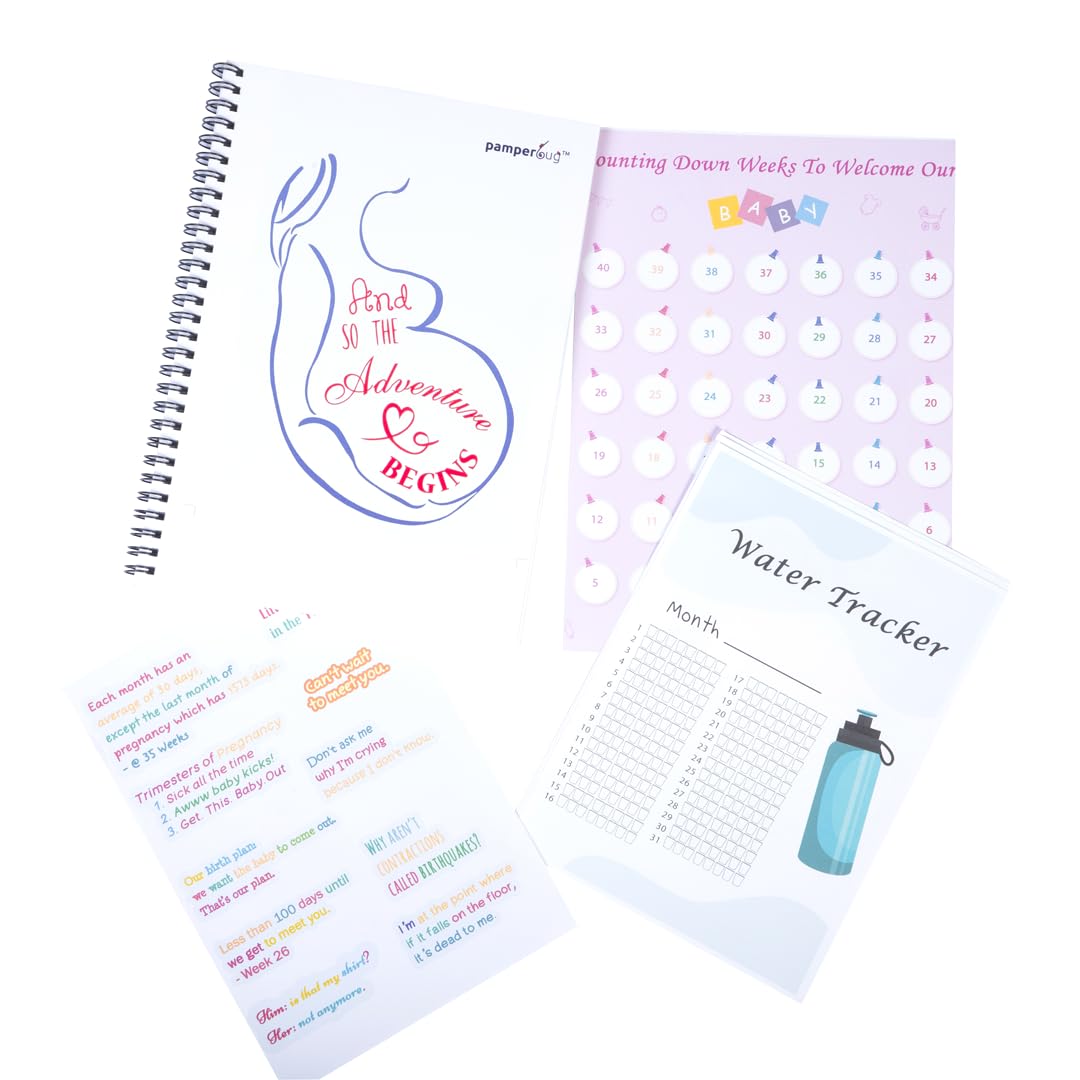 pamperbug™
And
SO THE
Adventure
BEGINS
ounting Down Weeks To Welcome Our
BABY
40 39 38 37 36 35 34
33 32 31 30 29 28 27
26 25 24 23 22 21 20
19 18 15 14 13
12 11 6
5
Water Tracker
Month
1
2
3
4
5
6
7
8
9
10
11
12
13
14
15
16
17
18
19
20
21
22
23
24
25
26
27
28
29
30
31
in the
Each month has an
average of 30 days,
except the last month of
pregnancy which has 1573 days.
- @ 35 Weeks
Trimesters of Pregnancy
1. Sick all the time
2. Awww baby kicks!
3. Get. This. Baby Out
Our birth plan:
we want the baby to come out.
That's our plan.
Less than 100 days until
we get to meet you.
- Week 26
Him: is that my shirt?
Her: not anymore.
Can't wait
to meet you.
Don't ask me
why I'm crying
because I don't know.
WHY AREN'T
CONTRACTIONS
CALLED BIRTHQUAKES?
I'm at the point where
if it falls on the floor,
it's dead to me.